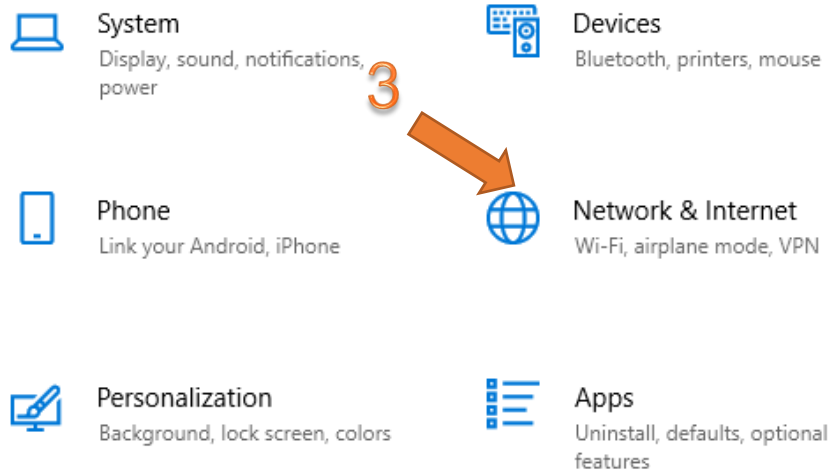 System
Display, sound, notifications,
power
3
Devices
Bluetooth, printers, mouse
Phone
Link your Android, iPhone
Network & Internet
Wi-Fi, airplane mode, VPN
Personalization
Background, lock screen, colors
Apps
Uninstall, defaults, optional
features